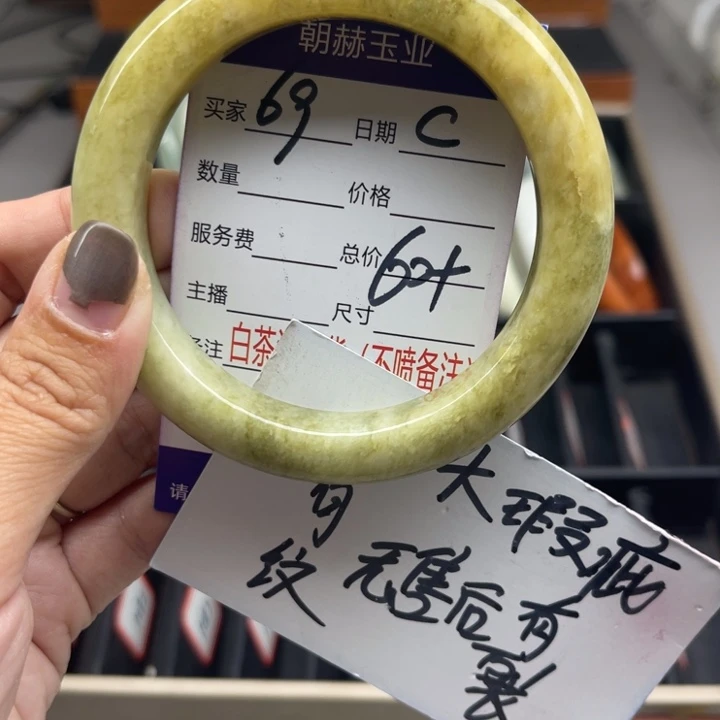 朝赫玉业
买家 69 日期 C
数量 价格
服务费 总价
主播 尺寸
注 白茶 (不喷备注
请
有 大瑕疵
纹 无售后有
裂